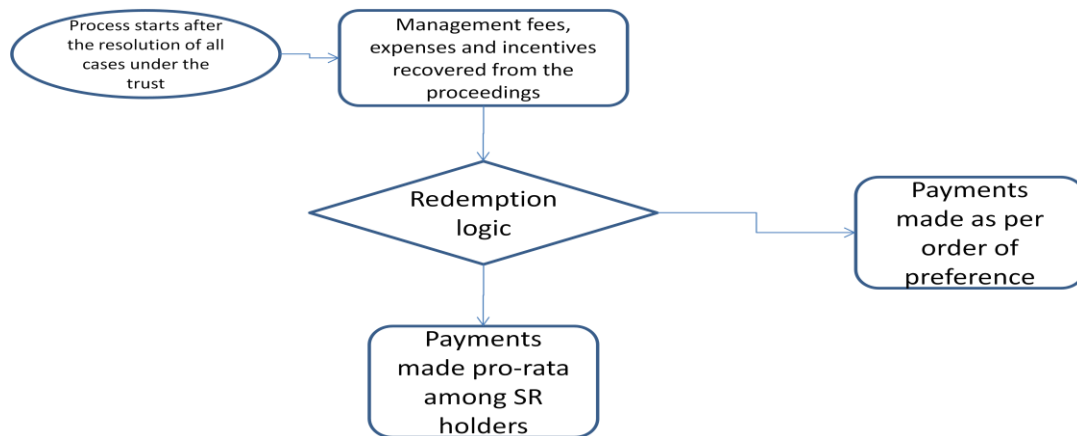 Process starts after
the resolution of all
cases under the
trust
Management fees,
expenses and incentives
recovered from the
proceedings
Redemption
logic
Payments
made as per
order of
preference
Payments
made pro-rata
among SR
holders